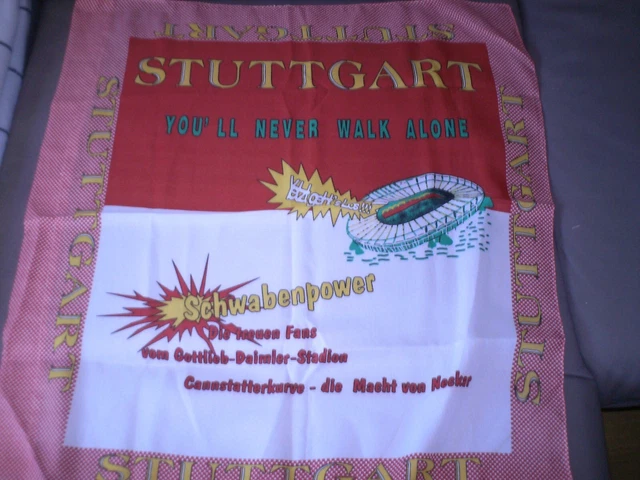 STUTTGART
STUTTGART
YOU'LL NEVER WALK ALONE
STUTTGART
STUTTGART
Schwabenpower
Die treuen Fans
vom Gottlieb-Daimler-Stadion
Cannstatterkurve - die Macht von Neckar
STUTTGART